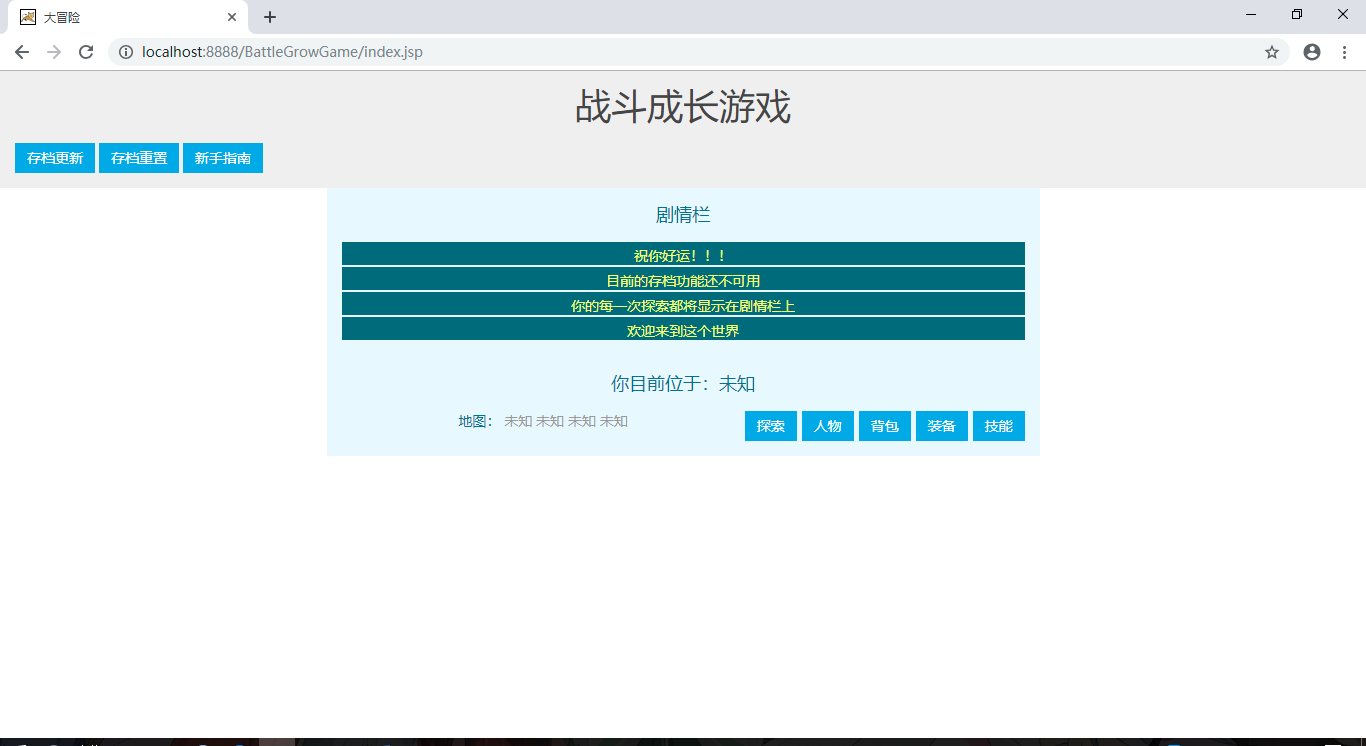 大冒险
localhost:8888/BattleGrowGame/index.jsp
战斗成长游戏
存档更新 存档重置 新手指南
剧情栏
祝你好运！！！
目前的存档功能还不可用
你的每一次探索都将显示在剧情栏上
欢迎来到这个世界
你目前位于：未知
地图： 未知 未知 未知 未知
探索 人物 背包 装备 技能